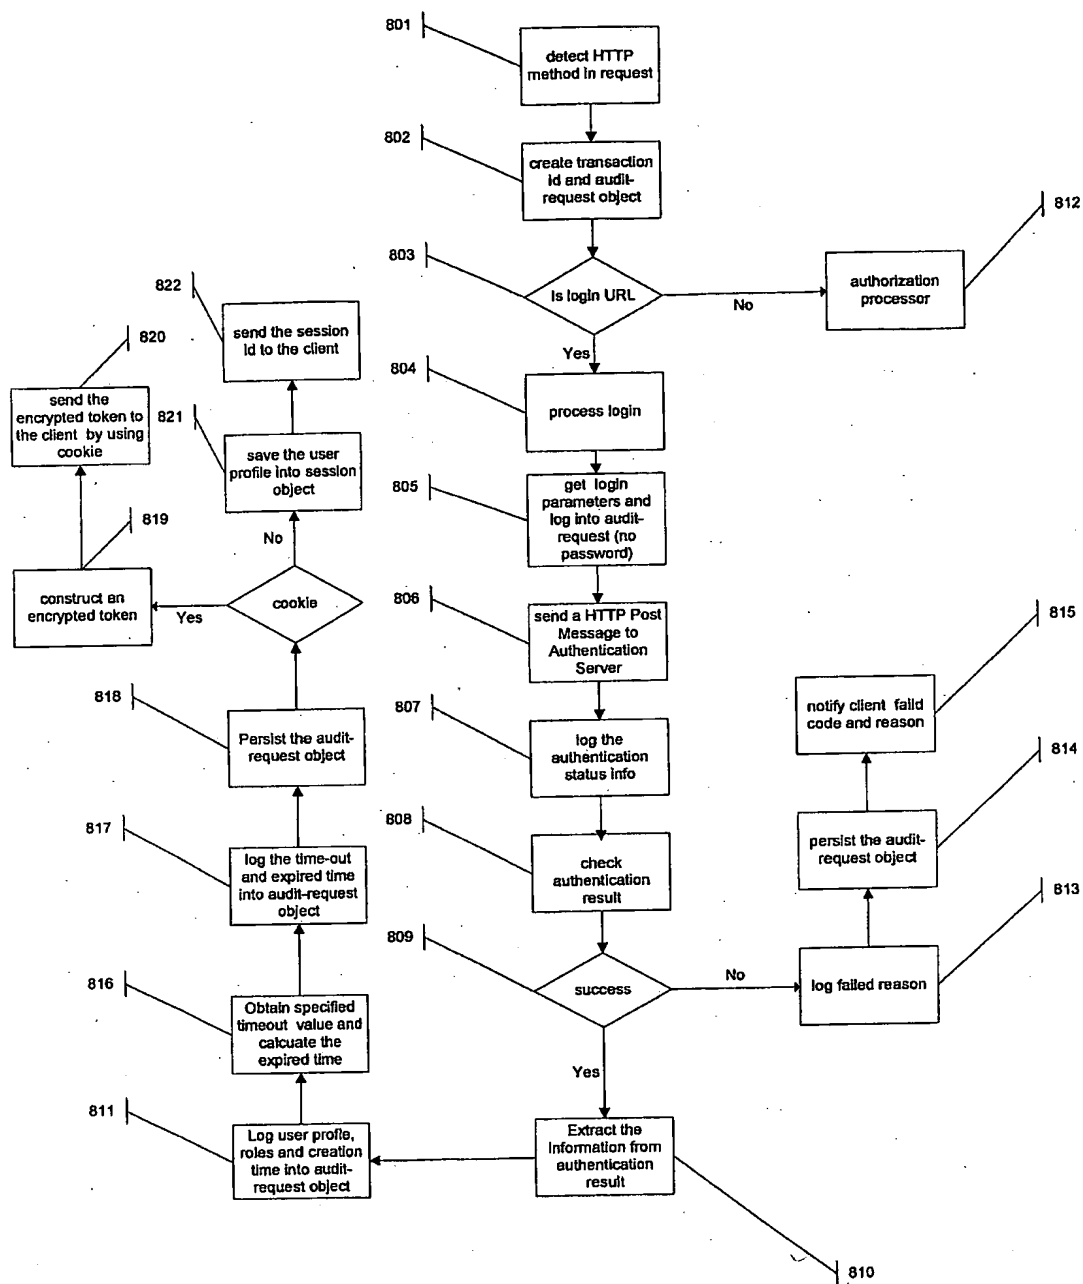 801
detect HTTP
method in request
802
create transaction
id and audit-
request object
812
803
Is login URL
No
authorization
processor
822
send the session
id to the client
820
Yes
804
send the
encrypted token to
the client by using
cookie
821
process login
save the user
profile into session
object
805
get login
parameters and
log into audit-
request (no
password)
819
No
construct an
encrypted token
Yes
cookie
806
send a HTTP Post
Message to
Authentication
Server
815
818
Persist the audit-
request object
807
log the
authentication
status info
notify client faild
code and reason
814
817
808
log the time-out
and expired time
into audit-request
object
check
authentication
result
persist the audit-
request object
813
809
success
No
log failed reason
816
Obtain specified
timeout value and
calcuate the
expired time
Yes
811
Log user profile,
roles and creation
time into audit-
request object
Extract the
information from
authentication
result
810